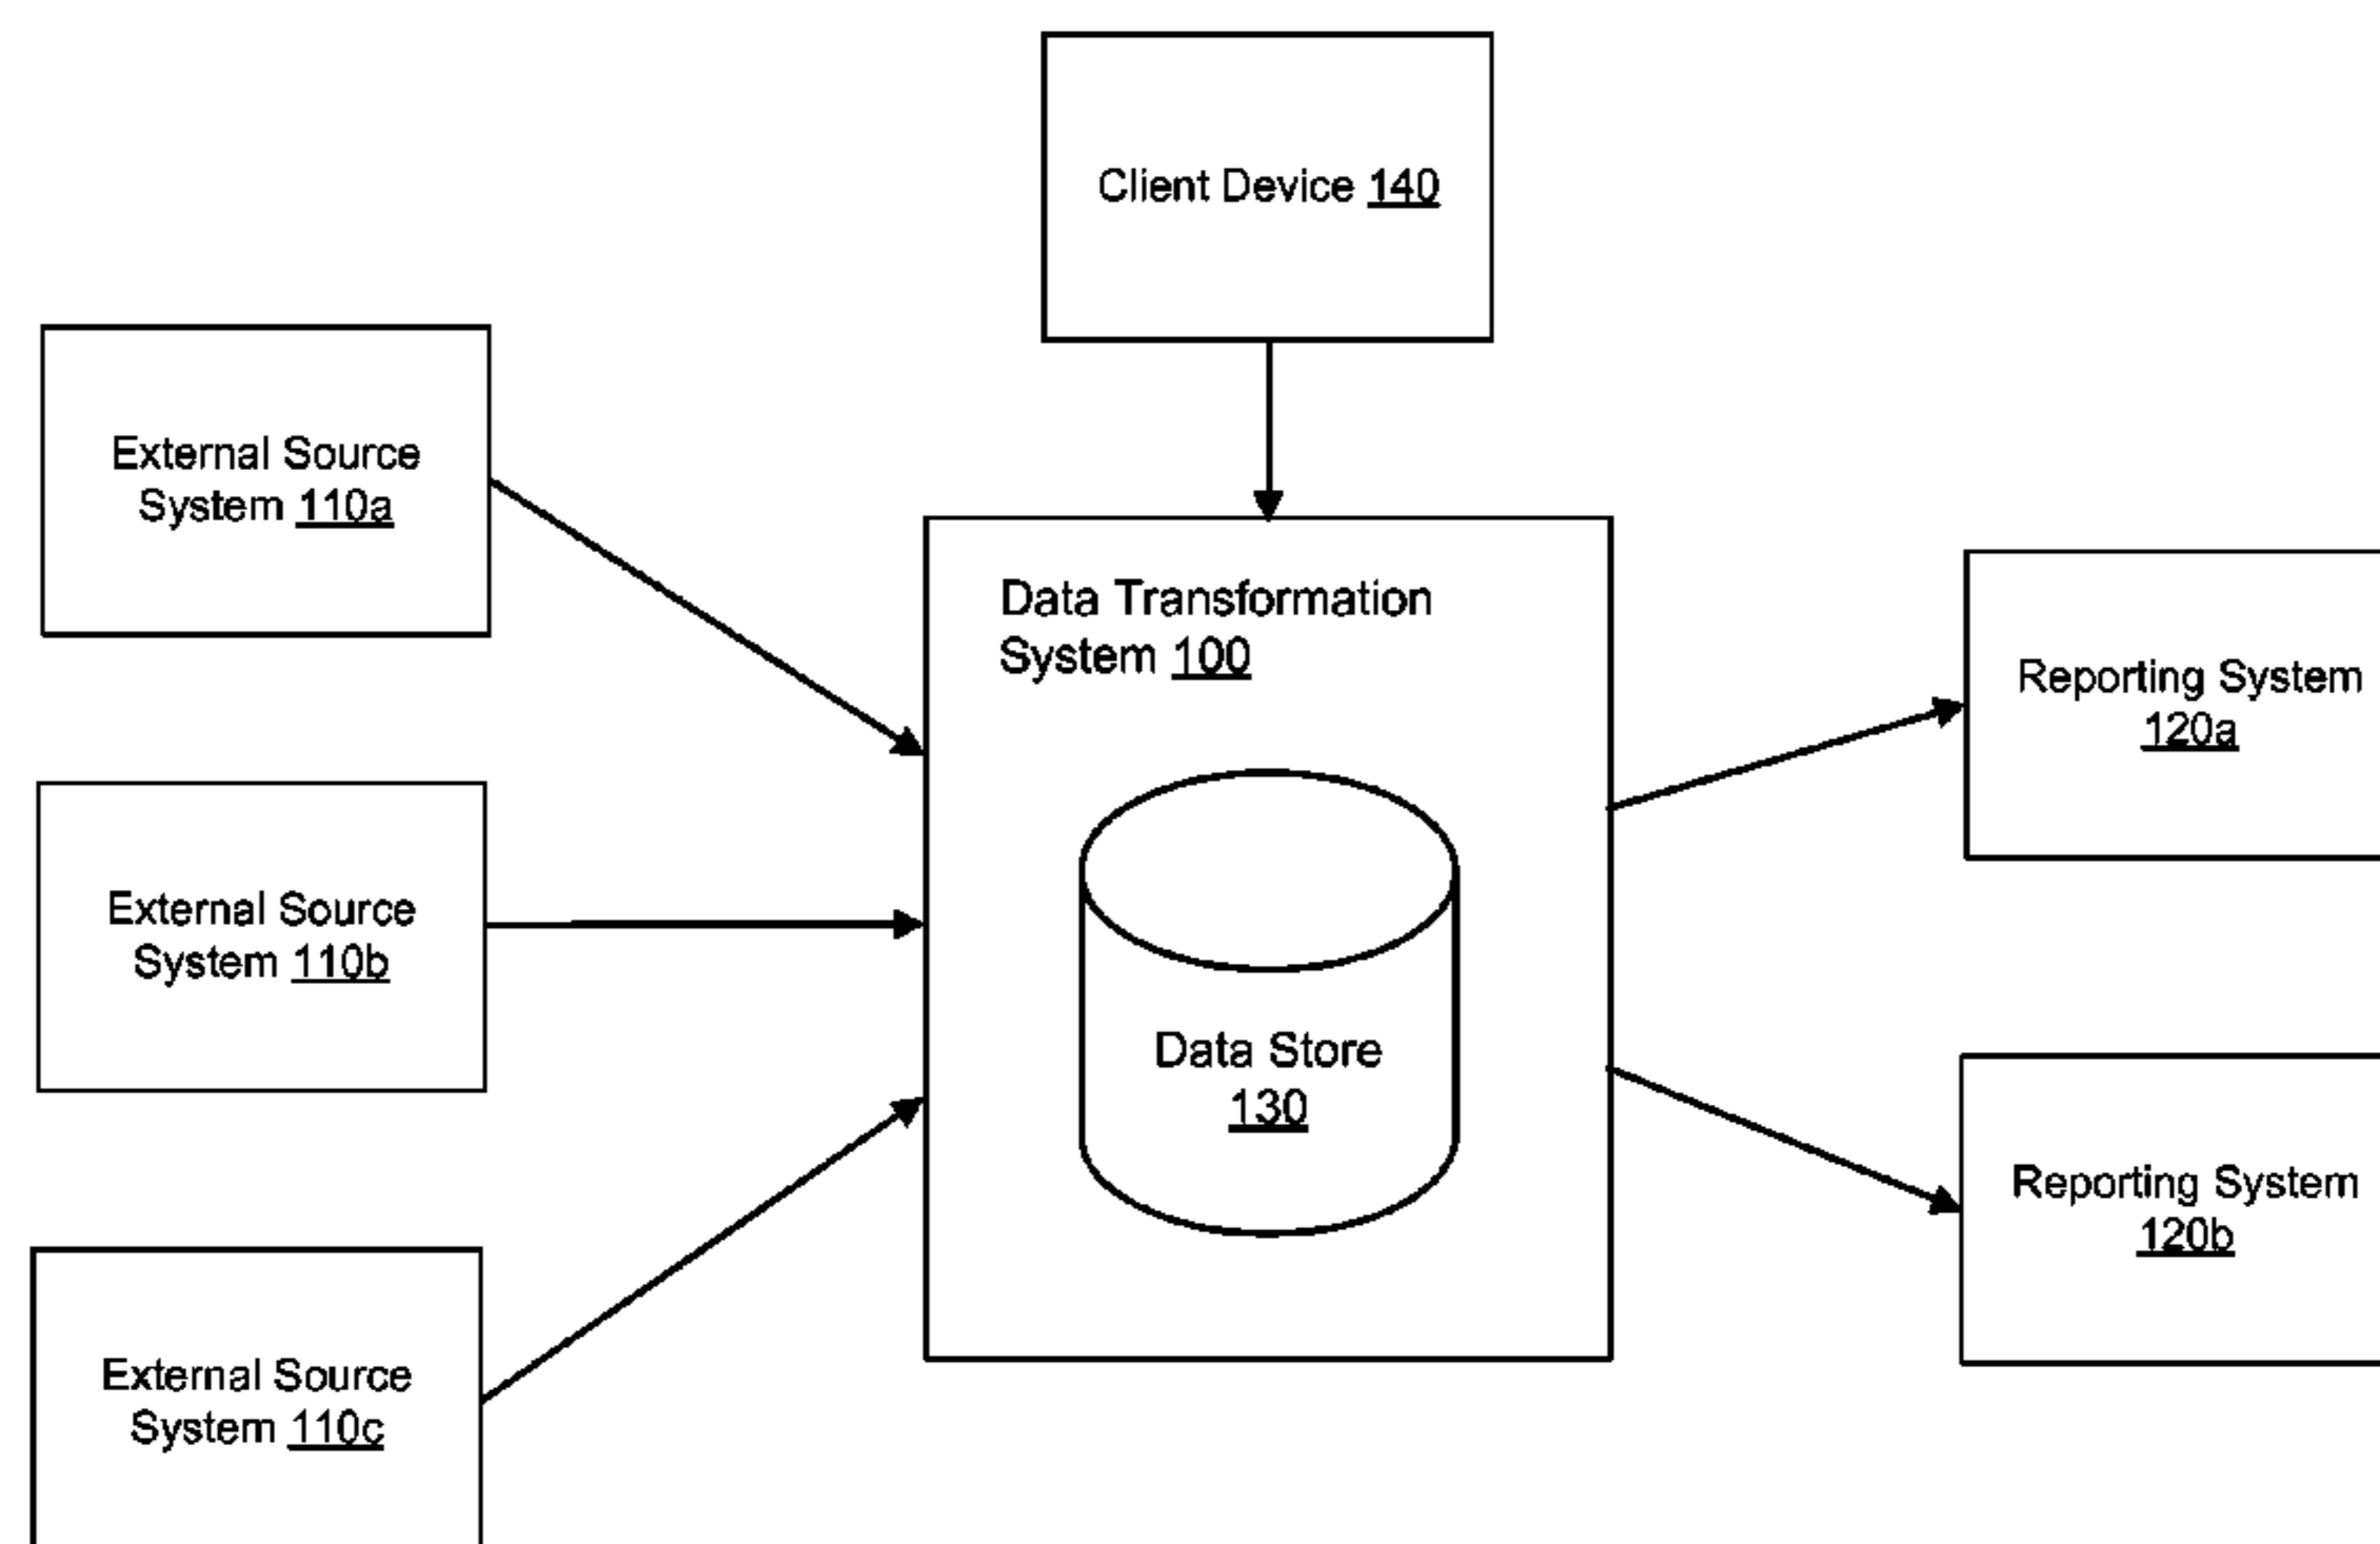 Client Device 140
External Source
System 110a
Data Transformation
System 100
Reporting System
120a
External Source
System 110b
Data Store
130
Reporting System
120b
External Source
System 110c